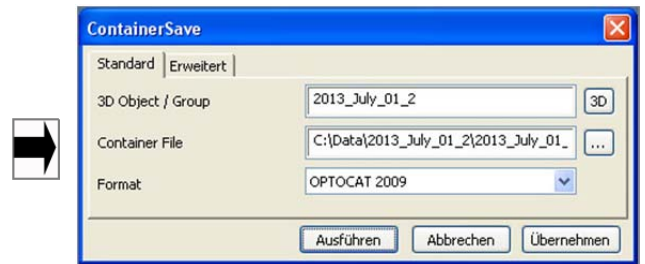 ContainerSave
Standard Erweitert
3D Object / Group 2013_July_01_2 3D
Container File C:\Data\2013_July_01_2\2013_July_01_ ...
Format OPTOCAT 2009
Ausführen Abbrechen Übernehmen